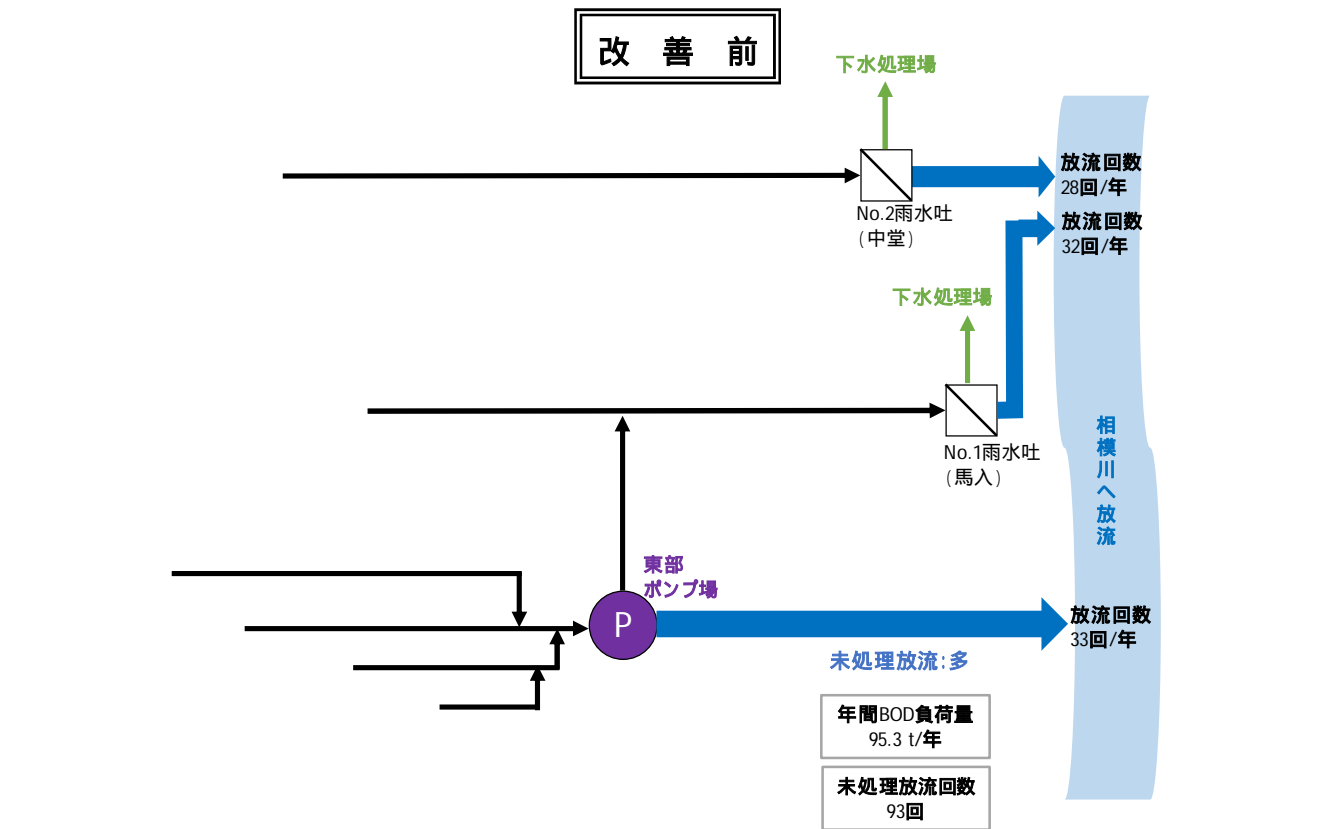 改 善 前
下水処理場
放流回数
28回/年
No.2雨水吐
(中堂)
放流回数
32回/年
下水処理場
No.1雨水吐
(馬入)
相模川へ放流
東部
ポンプ場
P
放流回数
33回/年
未処理放流:多
年間BOD負荷量
95.3 t/年
未処理放流回数
93回